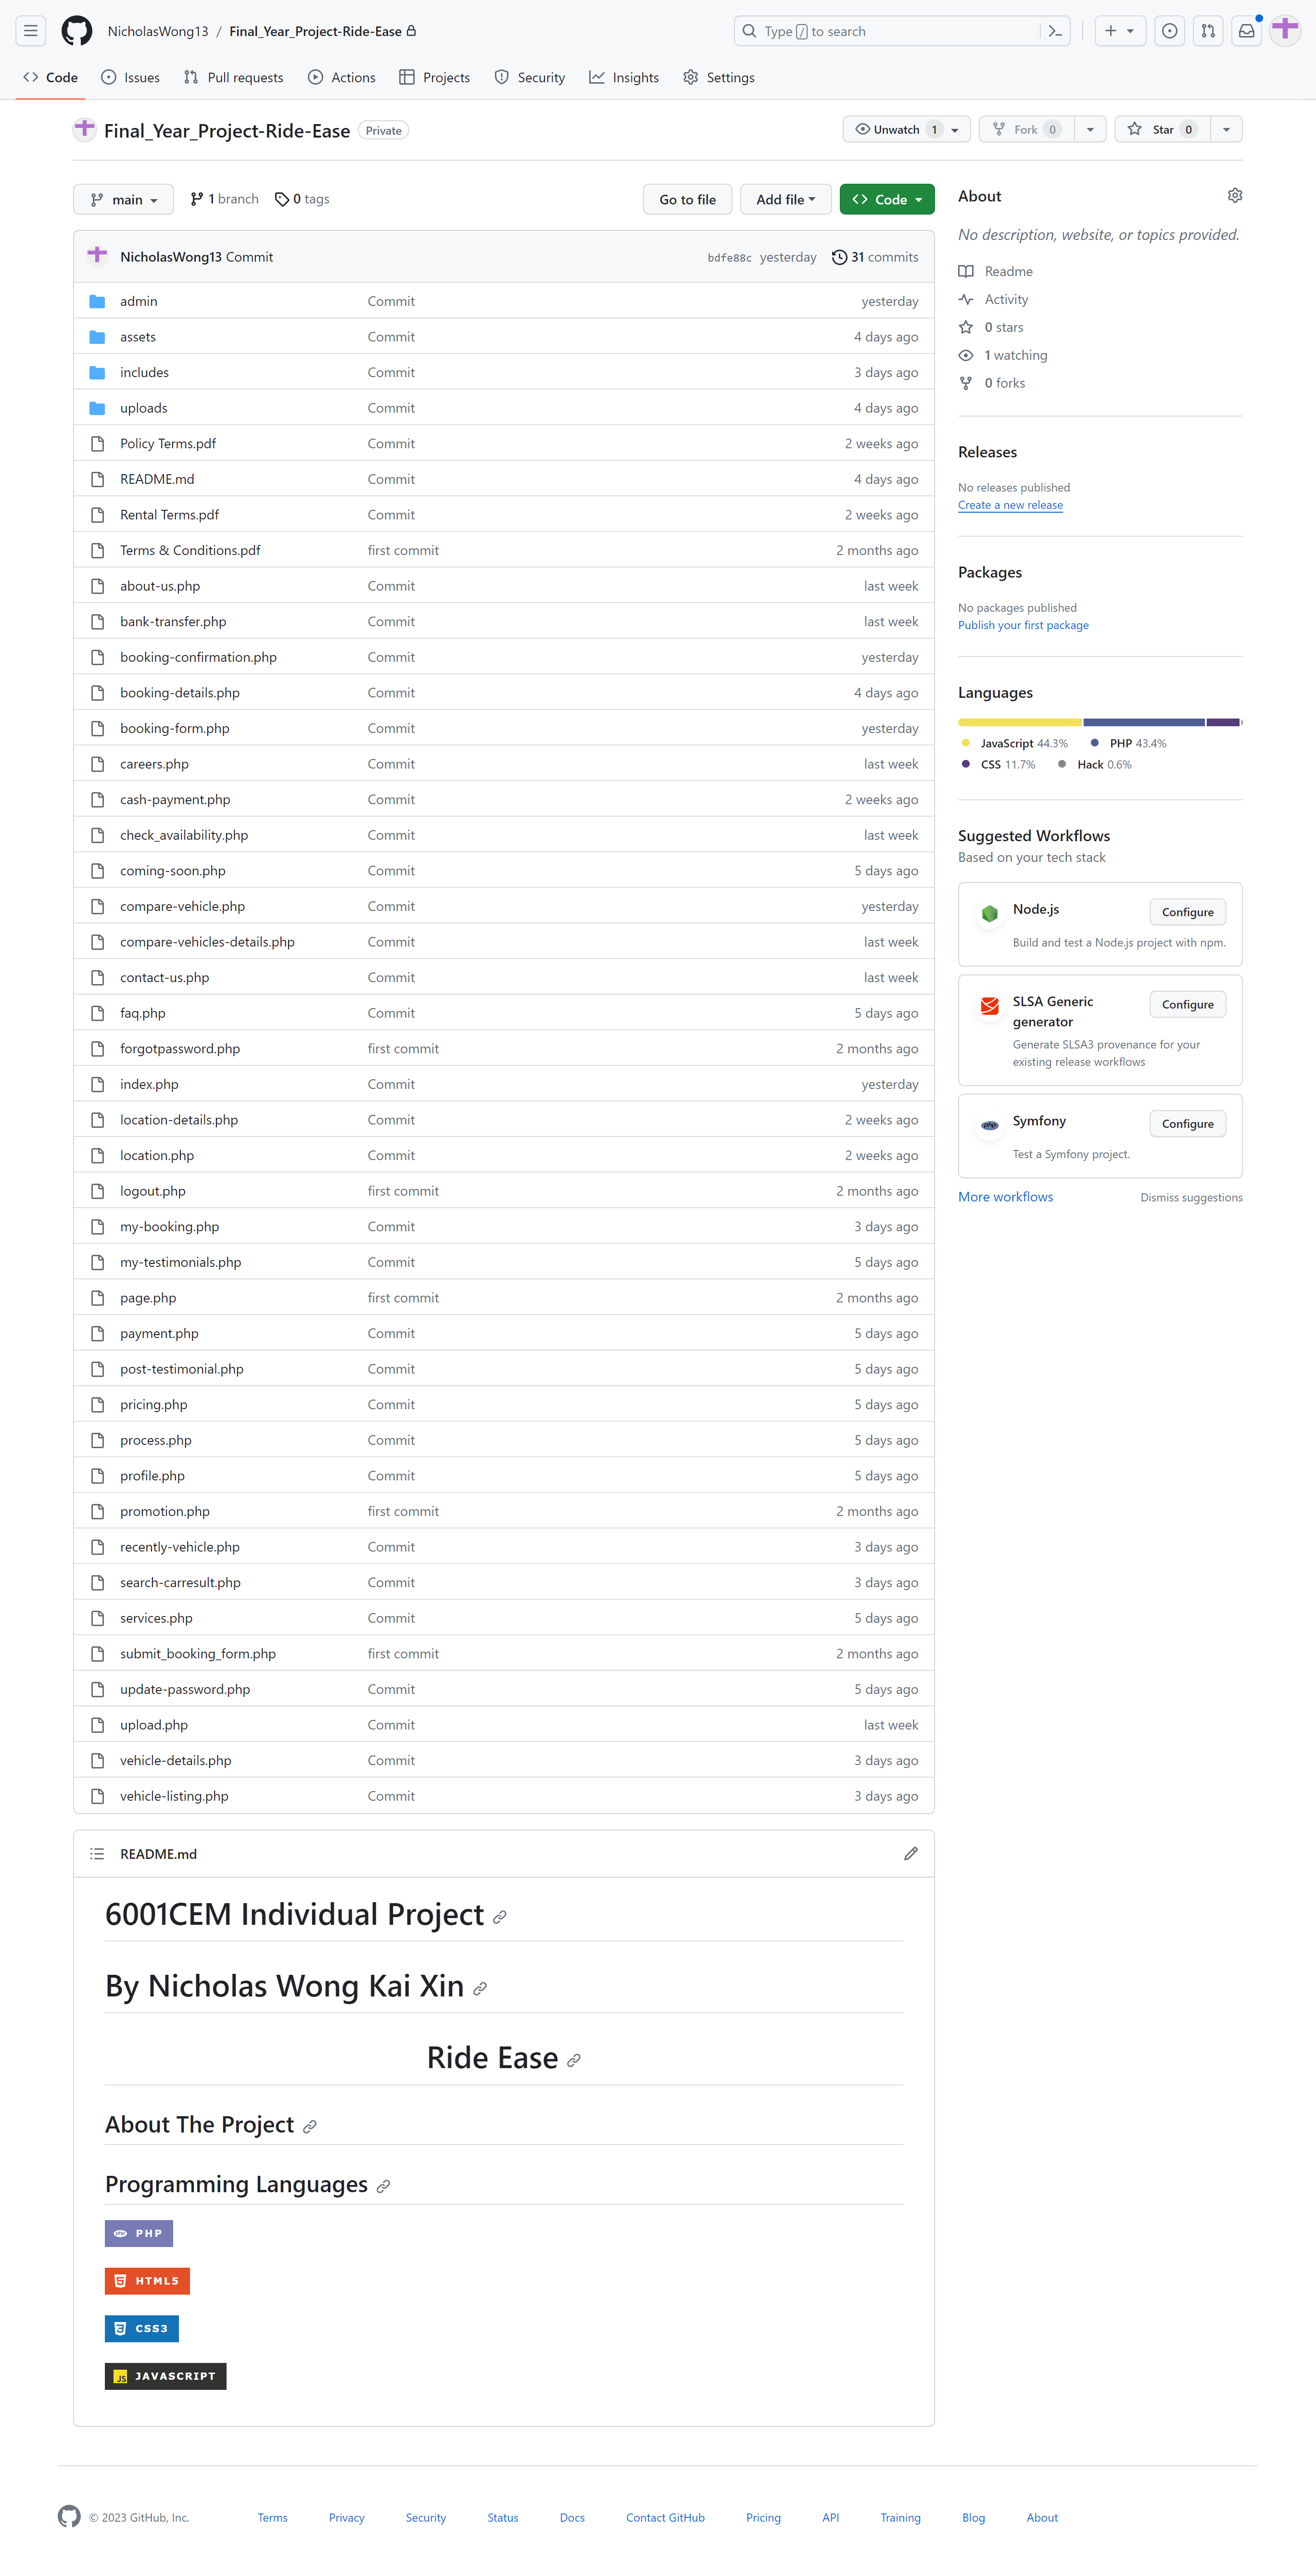 NicholasWong13 / Final_Year_Project-Ride-Ease
Type / to search
Code Issues Pull requests Actions Projects Security Insights Settings
Final_Year_Project-Ride-Ease Private
Unwatch 1 Fork 0 Star 0
main 1 branch 0 tags Go to file Add file Code
NicholasWong13 Commit bdfe88c yesterday 31 commits
admin Commit yesterday
assets Commit 4 days ago
includes Commit 3 days ago
uploads Commit 4 days ago
Policy Terms.pdf Commit 2 weeks ago
README.md Commit 4 days ago
Rental Terms.pdf Commit 2 weeks ago
Terms & Conditions.pdf first commit 2 months ago
about-us.php Commit last week
bank-transfer.php Commit last week
booking-confirmation.php Commit yesterday
booking-details.php Commit 4 days ago
booking-form.php Commit yesterday
careers.php Commit last week
cash-payment.php Commit 2 weeks ago
check_availability.php Commit last week
coming-soon.php Commit 5 days ago
compare-vehicle.php Commit yesterday
compare-vehicles-details.php Commit last week
contact-us.php Commit last week
faq.php Commit 5 days ago
forgotpassword.php first commit 2 months ago
index.php Commit yesterday
location-details.php Commit 2 weeks ago
location.php Commit 2 weeks ago
logout.php first commit 2 months ago
my-booking.php Commit 3 days ago
my-testimonials.php Commit 5 days ago
page.php first commit 2 months ago
payment.php Commit 5 days ago
post-testimonial.php Commit 5 days ago
pricing.php Commit 5 days ago
process.php Commit 5 days ago
profile.php Commit 5 days ago
promotion.php first commit 2 months ago
recently-vehicle.php Commit 3 days ago
search-carresult.php Commit 3 days ago
services.php Commit 5 days ago
submit_booking_form.php first commit 2 months ago
update-password.php Commit 5 days ago
upload.php Commit last week
vehicle-details.php Commit 3 days ago
vehicle-listing.php Commit 3 days ago
README.md
6001CEM Individual Project
By Nicholas Wong Kai Xin
Ride Ease
About The Project
Programming Languages
php PHP
HTML5
CSS3
JS JAVASCRIPT
About
No description, website, or topics provided.
Readme
Activity
0 stars
1 watching
0 forks
Releases
No releases published
Create a new release
Packages
No packages published
Publish your first package
Languages
JavaScript 44.3% PHP 43.4%
CSS 11.7% Hack 0.6%
Suggested Workflows
Based on your tech stack
Node.js Configure
Build and test a Node.js project with npm.
SLSA Generic
generator
Configure
Generate SLSA3 provenance for your
existing release workflows
php Symfony Configure
Test a Symfony project.
More workflows Dismiss suggestions
© 2023 GitHub, Inc. Terms Privacy Security Status Docs Contact GitHub Pricing API Training Blog About